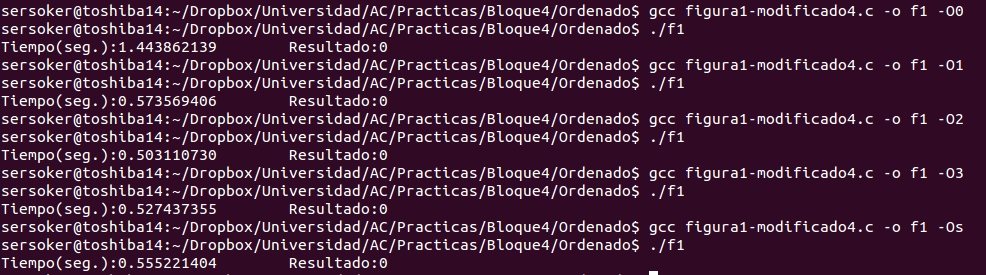 sersoker@toshiba14:~/Dropbox/Universidad/AC/Practicas/Bloque4/Ordenado$ gcc figura1-modificado4.c -o f1 -O0
sersoker@toshiba14:~/Dropbox/Universidad/AC/Practicas/Bloque4/Ordenado$ ./f1
Tiempo(seg.):1.443862139 Resultado:0
sersoker@toshiba14:~/Dropbox/Universidad/AC/Practicas/Bloque4/Ordenado$ gcc figura1-modificado4.c -o f1 -O1
sersoker@toshiba14:~/Dropbox/Universidad/AC/Practicas/Bloque4/Ordenado$ ./f1
Tiempo(seg.):0.573569406 Resultado:0
sersoker@toshiba14:~/Dropbox/Universidad/AC/Practicas/Bloque4/Ordenado$ gcc figura1-modificado4.c -o f1 -O2
sersoker@toshiba14:~/Dropbox/Universidad/AC/Practicas/Bloque4/Ordenado$ ./f1
Tiempo(seg.):0.503110730 Resultado:0
sersoker@toshiba14:~/Dropbox/Universidad/AC/Practicas/Bloque4/Ordenado$ gcc figura1-modificado4.c -o f1 -O3
sersoker@toshiba14:~/Dropbox/Universidad/AC/Practicas/Bloque4/Ordenado$ ./f1
Tiempo(seg.):0.527437355 Resultado:0
sersoker@toshiba14:~/Dropbox/Universidad/AC/Practicas/Bloque4/Ordenado$ gcc figura1-modificado4.c -o f1 -Os
sersoker@toshiba14:~/Dropbox/Universidad/AC/Practicas/Bloque4/Ordenado$ ./f1
Tiempo(seg.):0.555221404 Resultado:0